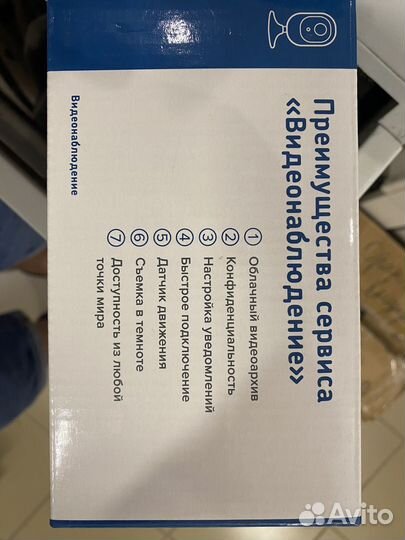 Видеонаблюдение
Преимущества сервиса
«Видеонаблюдение»
1 Облачный видеоархив
2 Конфиденциальность
3 Настройка уведомлений
4 Быстрое подключение
5 Датчик движения
6 Съемка в темноте
7 Доступность из любой
точки мира
Avito